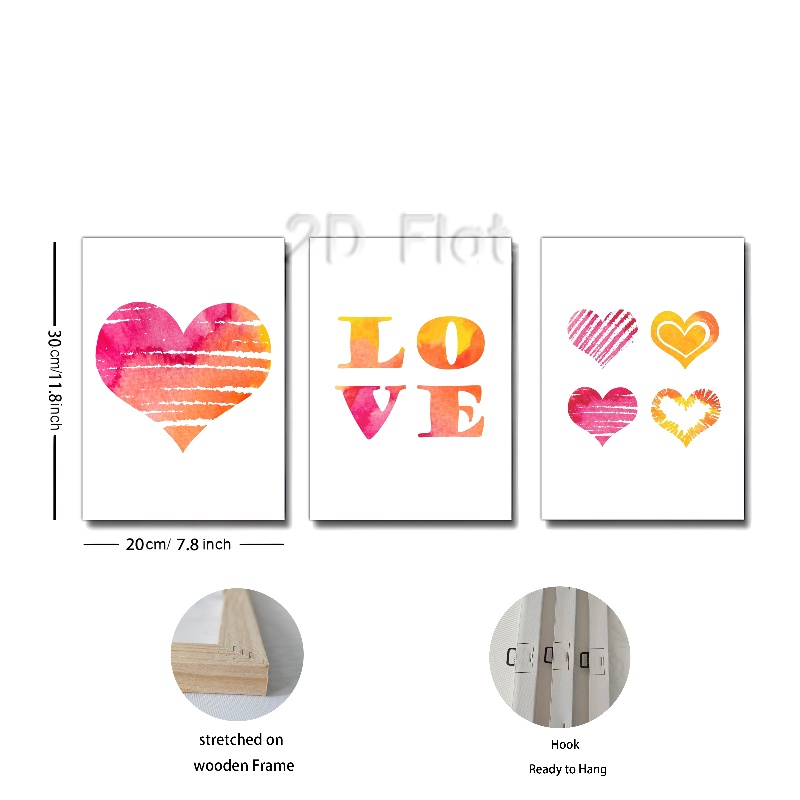 2D Flat
LO
VE
30cm/11.8inch
20cm/ 7.8 inch
stretched on
wooden Frame
Hook
Ready to Hang